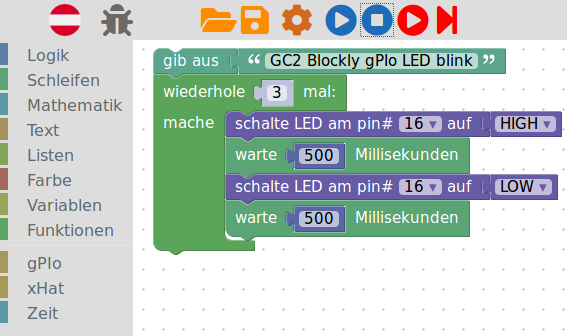 Logik
Schleifen
Mathematik
Text
Listen
Farbe
Variablen
Funktionen
gPIo
xHat
Zeit
gib aus “ GC2 Blockly gPIo LED blink ”
wiederhole 3 mal:
mache schalte LED am pin# 16 ▾ auf HIGH ▾
warte 500 Millisekunden
schalte LED am pin# 16 ▾ auf LOW ▾
warte 500 Millisekunden